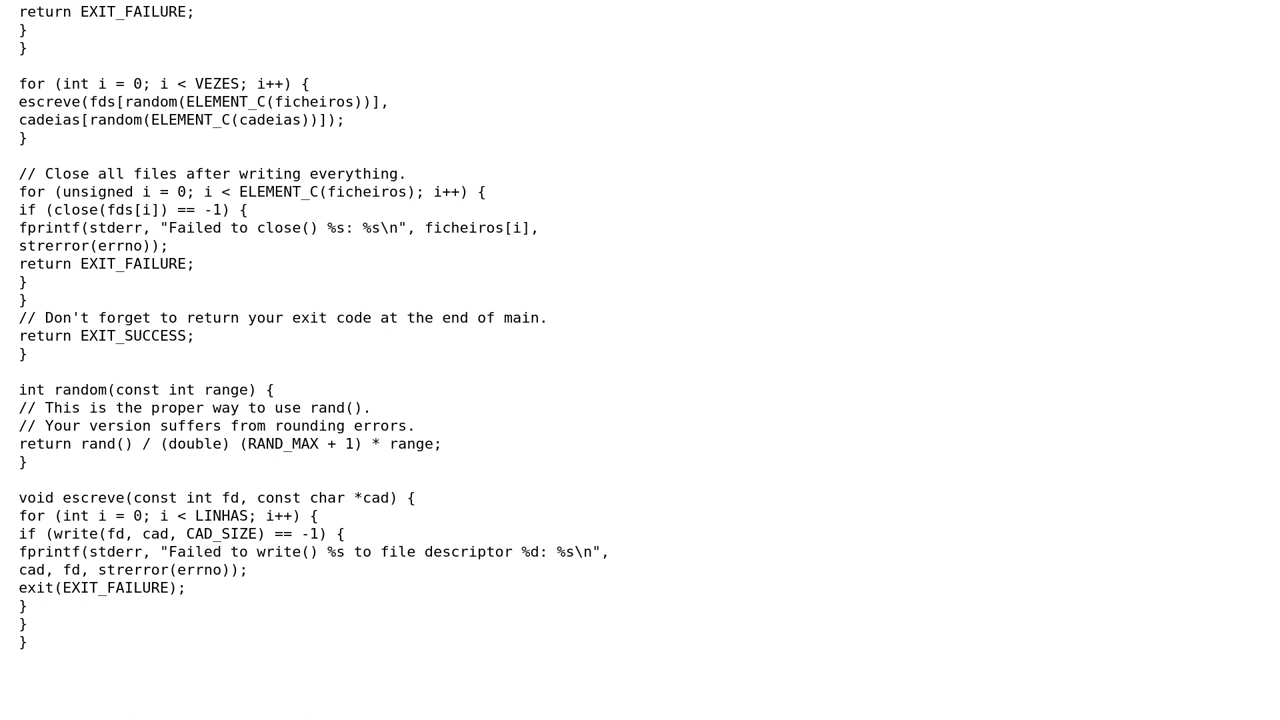 return EXIT_FAILURE;
}
}
for (int i = 0; i < VEZES; i++) {
escreve(fds[random(ELEMENT_C(ficheiros))],
cadeias[random(ELEMENT_C(cadeias))]);
}
// Close all files after writing everything.
for (unsigned i = 0; i < ELEMENT_C(ficheiros); i++) {
if (close(fds[i]) == -1) {
fprintf(stderr, "Failed to close() %s: %s\n", ficheiros[i],
strerror(errno));
return EXIT_FAILURE;
}
}
// Don't forget to return your exit code at the end of main.
return EXIT_SUCCESS;
}
int random(const int range) {
// This is the proper way to use rand().
// Your version suffers from rounding errors.
return rand() / (double) (RAND_MAX + 1) * range;
}
void escreve(const int fd, const char *cad) {
for (int i = 0; i < LINHAS; i++) {
if (write(fd, cad, CAD_SIZE) == -1) {
fprintf(stderr, "Failed to write() %s to file descriptor %d: %s\n",
cad, fd, strerror(errno));
exit(EXIT_FAILURE);
}
}
}